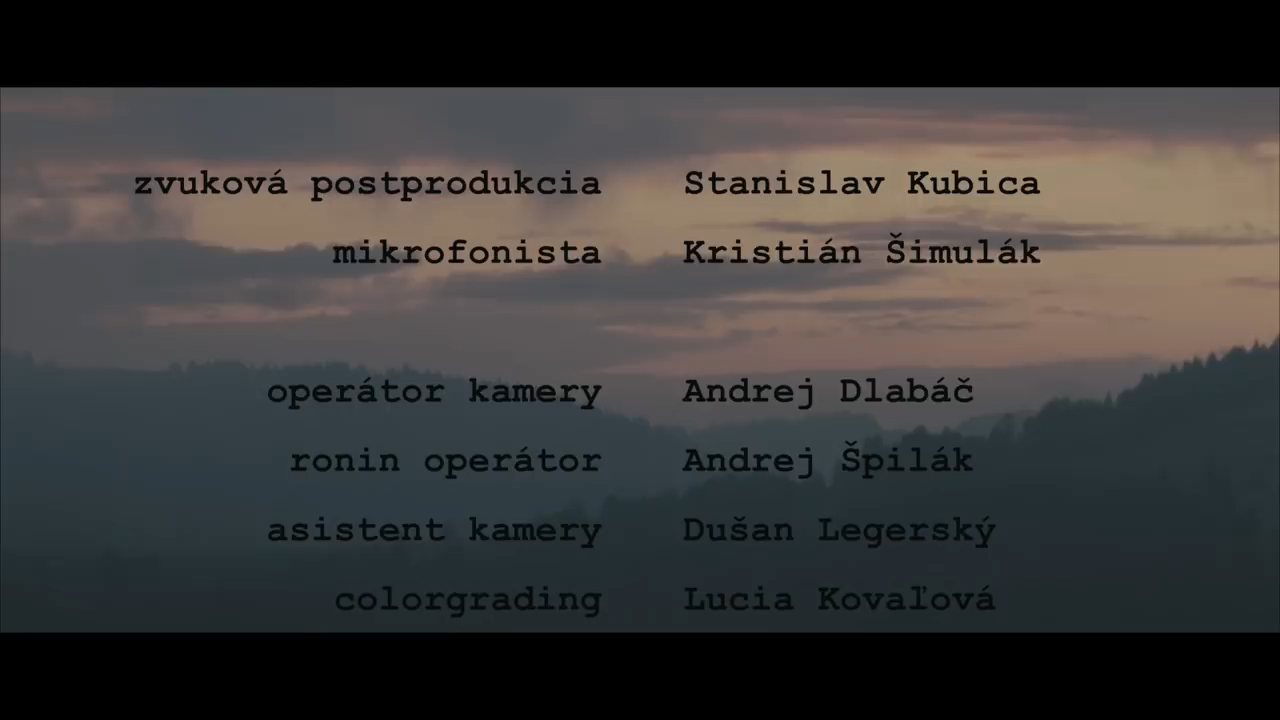 zvuková postprodukcia Stanislav Kubica
mikrofonista Kristián Šimulák
operátor kamery Andrej Dlabáč
ronin operátor Andrej Špilák
asistent kamery Dušan Legerský
colorgrading Lucia Kovaľová